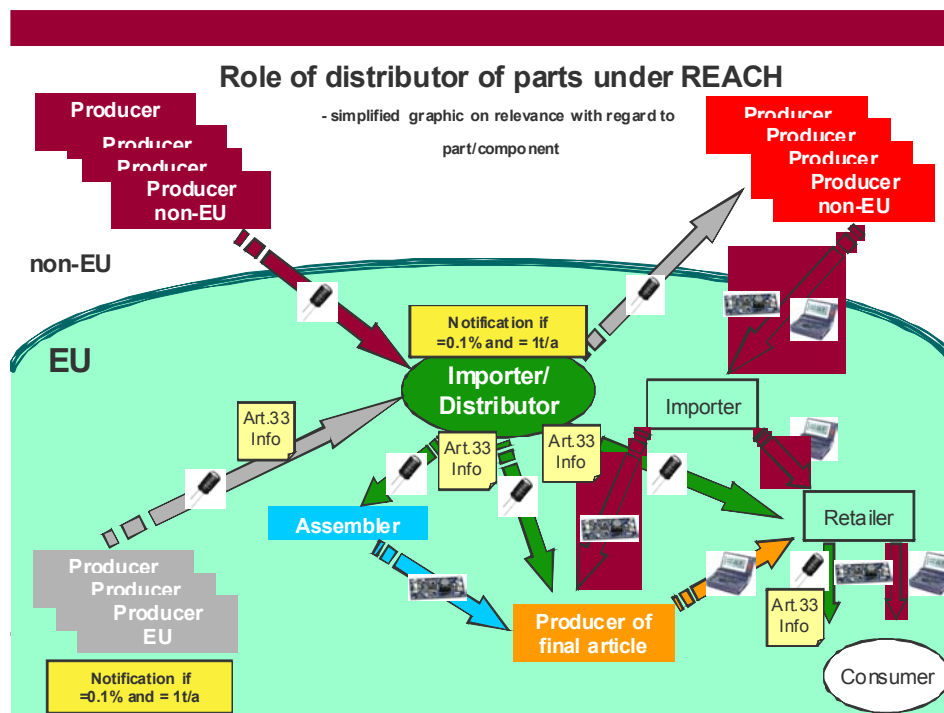 Role of distributor of parts under REACH
- simplified graphic on relevance with regard to
part/component
Producer
Producer
Producer
Producer
non-EU
Producer
Producer
Producer
Producer
non-EU
non-EU
EU
Notification if
=0.1% and = 1t/a
Importer/
Distributor
Importer
Art.33
Info
Art.33
Info
Art.33
Info
Assembler
Retailer
Producer
Producer
Producer
EU
Producer of
final article
Art.33
Info
Notification if
=0.1% and = 1t/a
Consumer